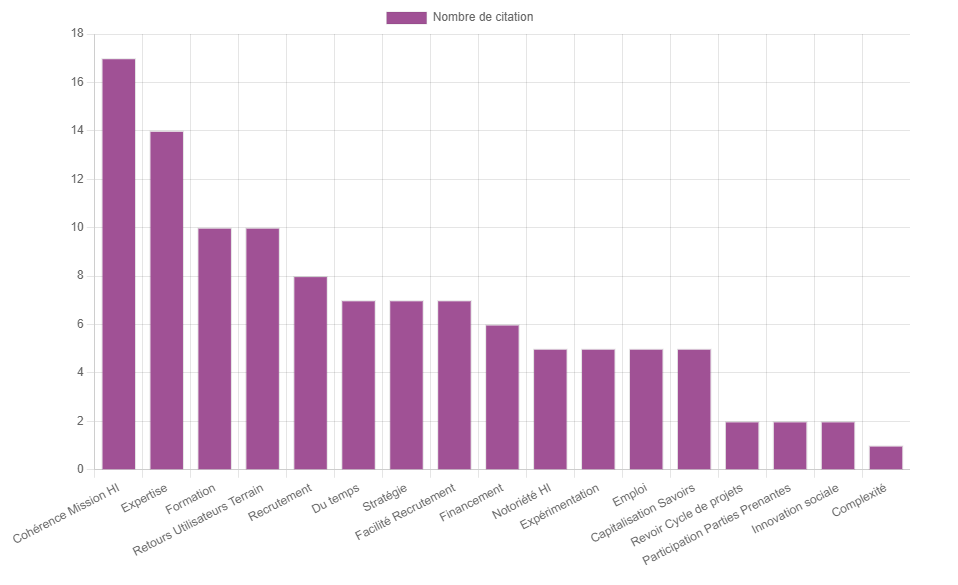 Nombre de citation
18
16
14
12
10
8
6
4
2
0
Cohérence Mission HI
Expertise
Formation
Retours Utilisateurs Terrain
Recrutement
Du temps
Stratégie
Facilité Recrutement
Financement
Notoriété HI
Expérimentation
Emploi
Capitalisation Savoirs
Revoir Cycle de projets
Participation Parties Prenantes
Innovation sociale
Complexité